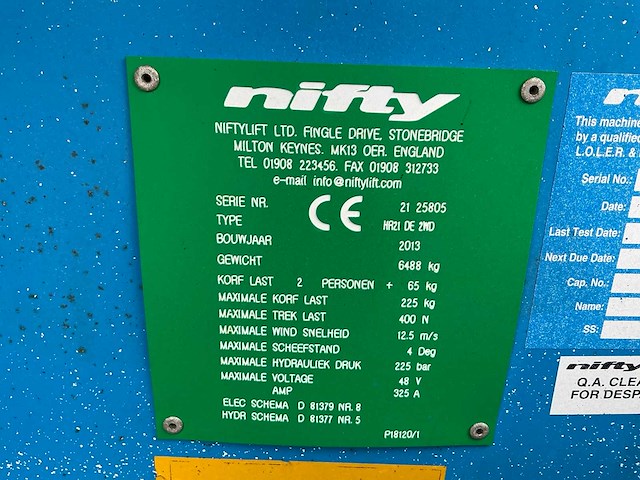 nifty
NIFTYLIFT LTD. FINGLE DRIVE, STONEBRIDGE
MILTON KEYNES. MK13 OER. ENGLAND
TEL 01908 223456. FAX 01908 312733
e-mail info@niftylift.com
CE
SERIE NR. 21 25805
TYPE HR21 DE 2WD
BOUWJAAR 2013
GEWICHT 6488 kg
KORF LAST 2 PERSONEN + 65 kg
MAXIMALE KORF LAST 225 kg
MAXIMALE TREK LAST 400 N
MAXIMALE WIND SNELHEID 12.5 m/s
MAXIMALE SCHEEFSTAND 4 Deg
MAXIMALE HYDRAULIEK DRUK 225 bar
MAXIMALE VOLTAGE 48 V
AMP 325 A
ELEC SCHEMA D 81379 NR. 8
HYDR SCHEMA D 81377 NR. 5
P18120/1
This machine
by a qualified
L.O.L.E.R. &
Serial No.:
Date:
Last Test Date:
Next Due Date:
Cap. No.:
Name:
SS:
nifty
Q.A. CLEA
FOR DESPA